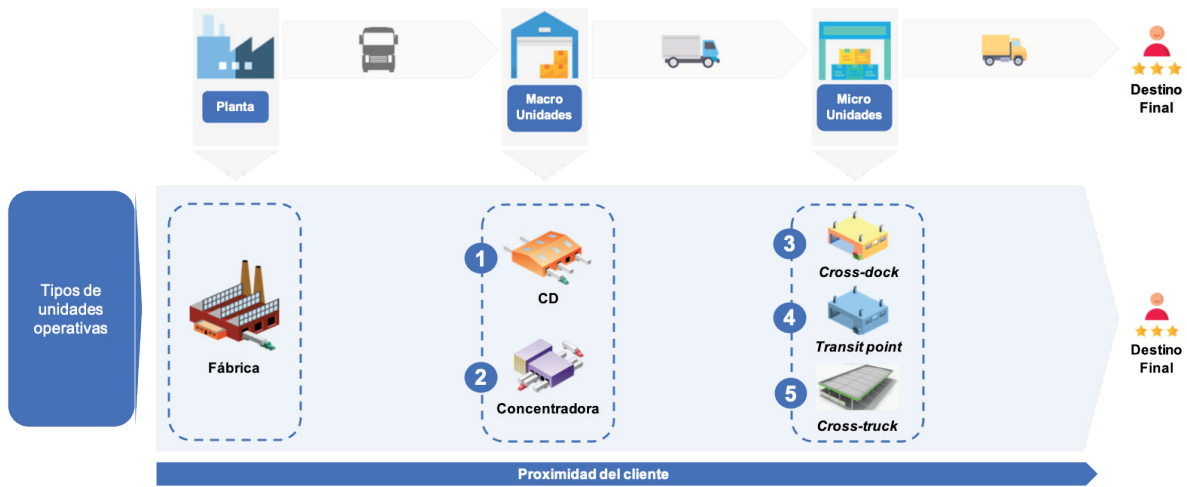 Planta
Macro
Unidades
Micro
Unidades
Destino
Final
Tipos de
unidades
operativas
Fábrica
1
CD
2
Concentradora
3
Cross-dock
4
Transit point
5
Cross-truck
Destino
Final
Proximidad del cliente